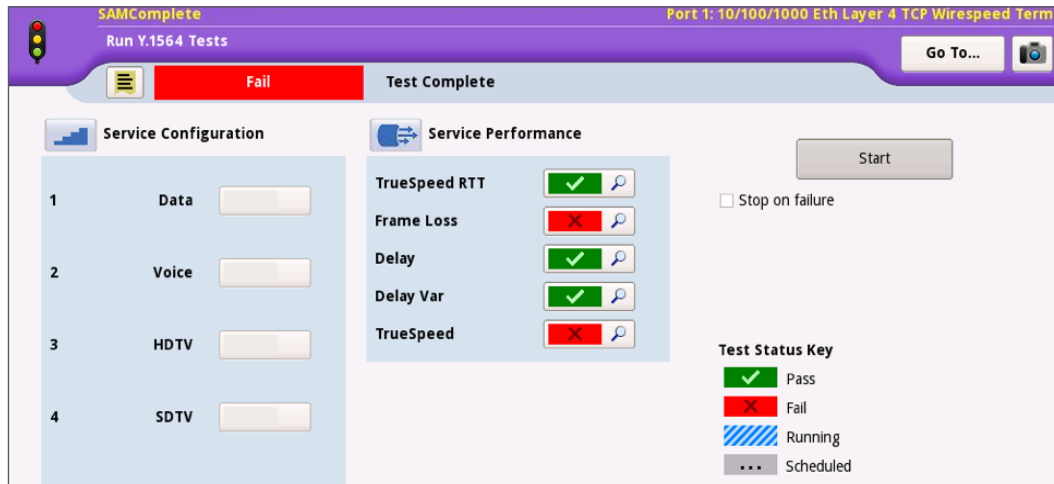 SAMComplete
Port 1: 10/100/1000 Eth Layer 4 TCP Wirespeed Term
Run Y.1564 Tests
Go To...
Fail
Test Complete
Service Configuration
Service Performance
Start
Stop on failure
1 Data
2 Voice
3 HDTV
4 SDTV
TrueSpeed RTT
Frame Loss
Delay
Delay Var
TrueSpeed
Test Status Key
Pass
Fail
Running
... Scheduled